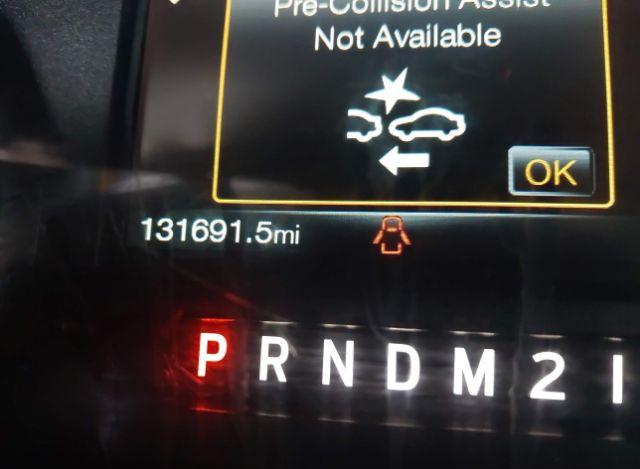 Pre-Collision Assist
Not Available
OK
131691.5mi
P R N D M 2 1